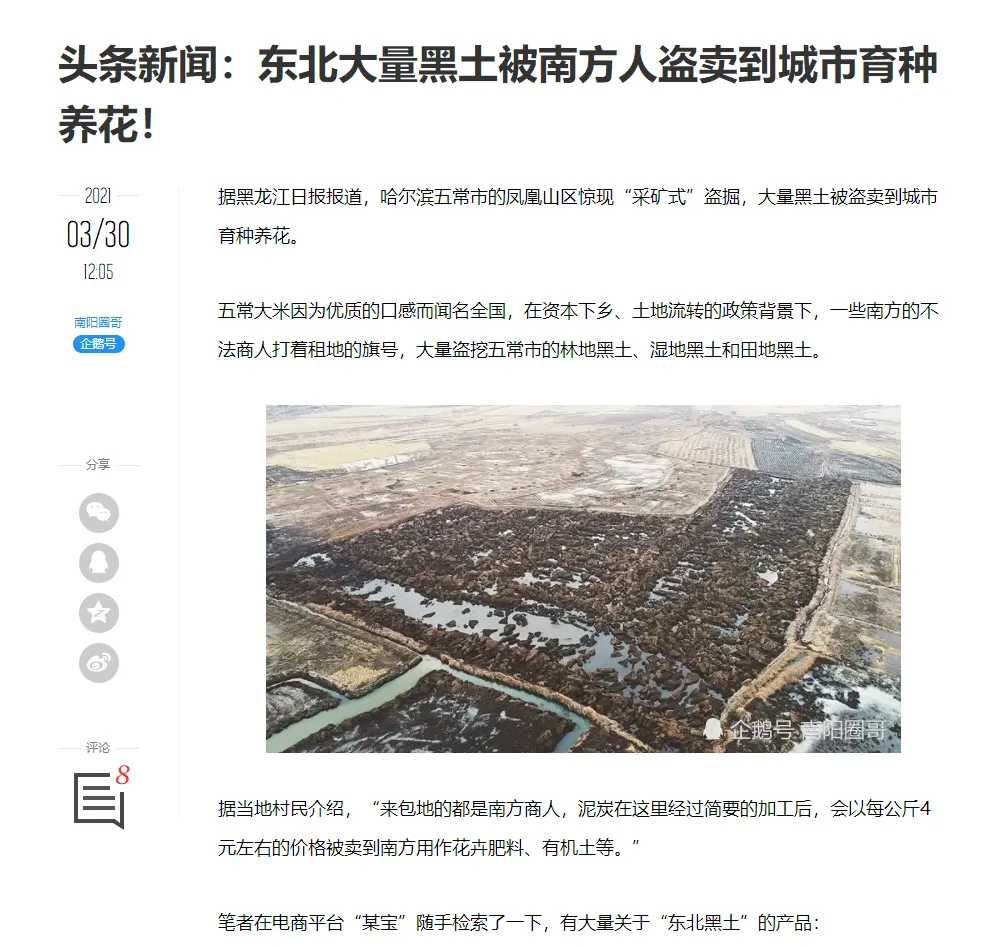 头条新闻：东北大量黑土被南方人盗卖到城市育种
养花！
2021
03/30
12:05
南阳圈哥
企鹅号
分享
评论
8
据黑龙江日报报道，哈尔滨五常市的凤凰山区惊现“采矿式”盗掘，大量黑土被盗卖到城市
育种养花。
五常大米因为优质的口感而闻名全国，在资本下乡、土地流转的政策背景下，一些南方的不
法商人打着租地的旗号，大量盗挖五常市的林地黑土、湿地黑土和田地黑土。
企鹅号 南阳圈哥
据当地村民介绍，“来包地的都是南方商人，泥炭在这里经过简要的加工后，会以每公斤4
元左右的价格被卖到南方用作花卉肥料、有机土等。”
笔者在电商平台“某宝”随手检索了一下，有大量关于“东北黑土”的产品：